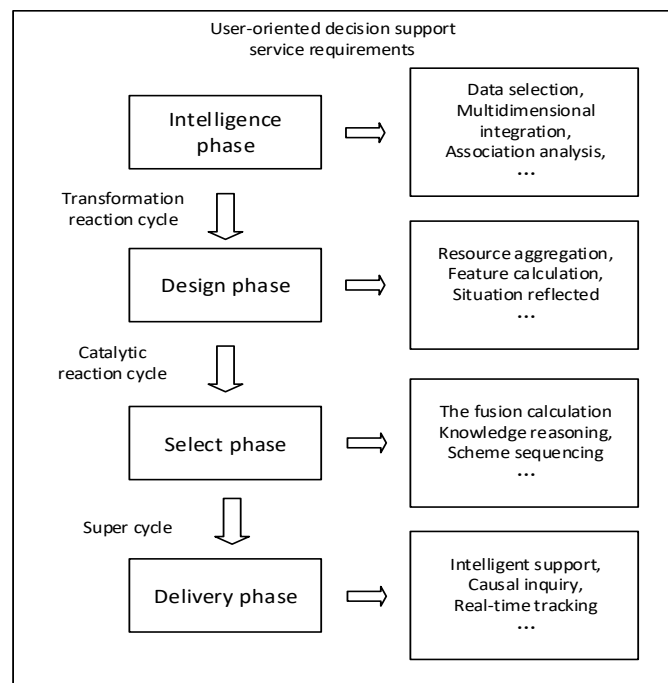 User-oriented decision support
service requirements
Intelligence
phase
Data selection,
Multidimensional
integration,
Association analysis,
...
Transformation
reaction cycle
Design phase
Resource aggregation,
Feature calculation,
Situation reflected
...
Catalytic
reaction cycle
Select phase
The fusion calculation
Knowledge reasoning,
Scheme sequencing
...
Super cycle
Delivery phase
Intelligent support,
Causal inquiry,
Real-time tracking
...